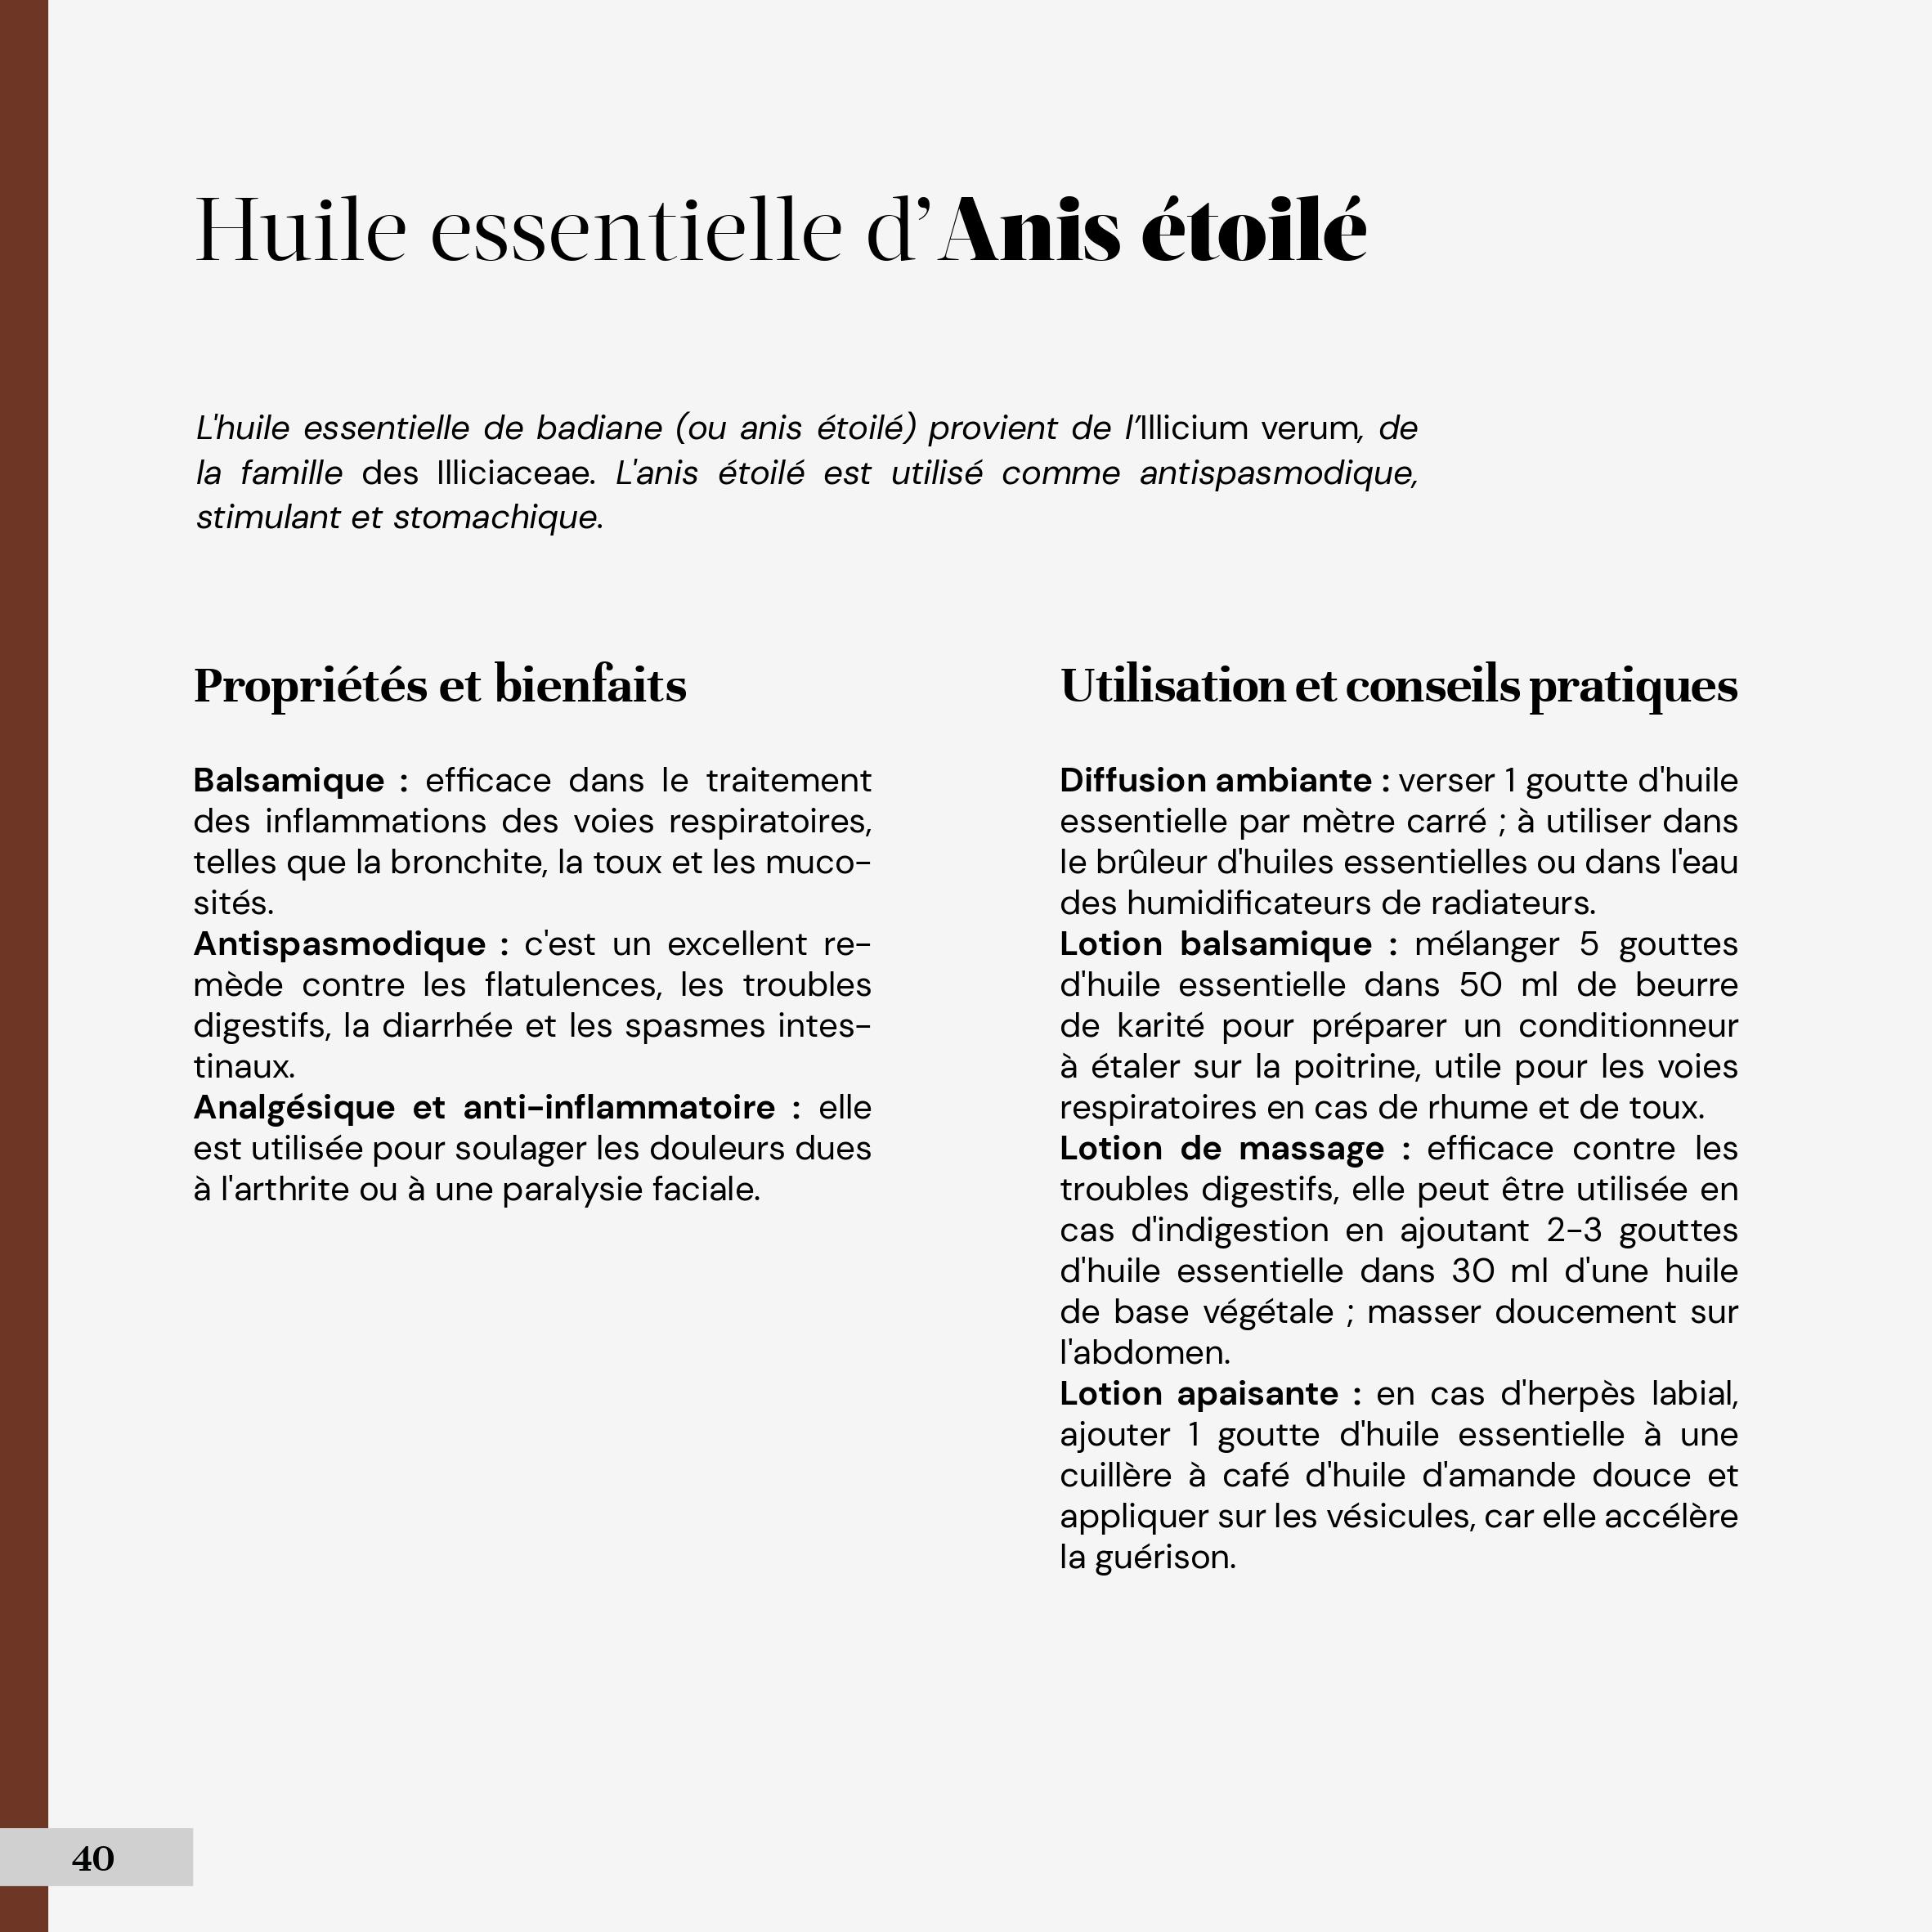 Huile essentielle d’Anis étoilé
L'huile essentielle de badiane (ou anis étoilé) provient de l’Illicium verum, de
la famille des Illiciaceae. L'anis étoilé est utilisé comme antispasmodique,
stimulant et stomachique.
Propriétés et bienfaits
Balsamique : efficace dans le traitement
des inflammations des voies respiratoires,
telles que la bronchite, la toux et les muco-
sités.
Antispasmodique : c'est un excellent re-
mède contre les flatulences, les troubles
digestifs, la diarrhée et les spasmes intes-
tinaux.
Analgésique et anti-inflammatoire : elle
est utilisée pour soulager les douleurs dues
à l'arthrite ou à une paralysie faciale.
Utilisation et conseils pratiques
Diffusion ambiante : verser 1 goutte d'huile
essentielle par mètre carré ; à utiliser dans
le brûleur d'huiles essentielles ou dans l'eau
des humidificateurs de radiateurs.
Lotion balsamique : mélanger 5 gouttes
d'huile essentielle dans 50 ml de beurre
de karité pour préparer un conditionneur
à étaler sur la poitrine, utile pour les voies
respiratoires en cas de rhume et de toux.
Lotion de massage : efficace contre les
troubles digestifs, elle peut être utilisée en
cas d'indigestion en ajoutant 2-3 gouttes
d'huile essentielle dans 30 ml d'une huile
de base végétale ; masser doucement sur
l'abdomen.
Lotion apaisante : en cas d'herpès labial,
ajouter 1 goutte d'huile essentielle à une
cuillère à café d'huile d'amande douce et
appliquer sur les vésicules, car elle accélère
la guérison.
40